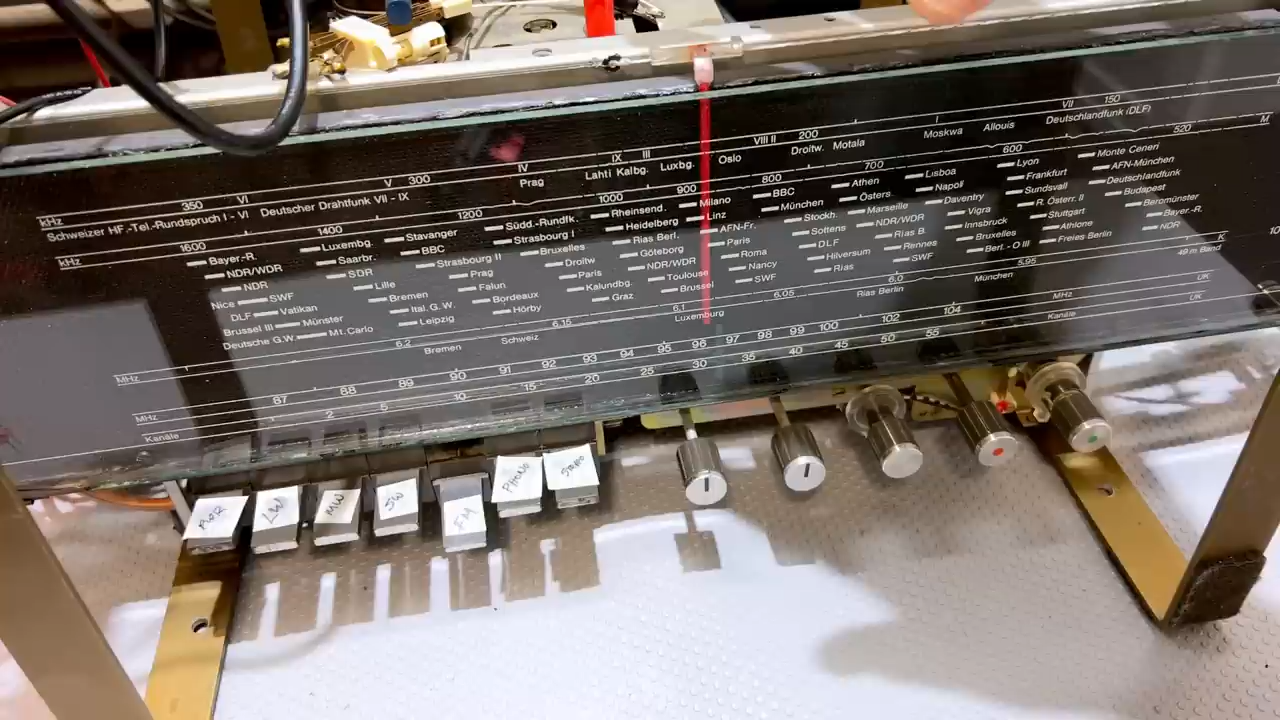 kHz 350 VI V 300 IV IX III VIII II 200 VII 150
Schweizer HF.-Tel.-Rundspruch I - VI Deutscher Drahtfunk VII - IX Prag Lahti Kalbg. Luxbg. Oslo Droitw. Motala Moskwa Allouis Deutschlandfunk (DLF)
kHz 1600 1400 1200 1000 900 800 700 600 520 M
Bayer-R. Luxembg. Stavanger Südd.-Rundfk. Rheinsend. Milano BBC Athen Lisboa Lyon Monte Ceneri
NDR/WDR Saarbr. BBC Strasbourg I Heidelberg Linz München Östers. Napoli Frankfurt AFN-München
NDR SDR Strasbourg II Bruxelles Rias Berl. AFN-Fr. Stockh. Marseille Daventry Sundsvall Deutschlandfunk
Nice SWF Lille Prag Droitw Göteborg Paris Sottens NDR/WDR Vigra R. Österr. II Budapest
DLF Vatikan Bremen Falun Paris NDR/WDR Roma DLF Rias B. Innsbruck Stuttgart Beromünster
Brussel III Münster Ital. G.W. Bordeaux Kalundbg. Toulouse Nancy Hilversum Rennes Bruxelles Athlone Bayer.-R.
Deutsche G.W. Mt. Carlo Leipzig Hörby Graz Brussel SWF Rias SWF Berl. - O III Freies Berlin NDR
MHz 6.2 6.15 6.1 6.05 6.0 5.95 49 m Band K
Bremen Schweiz Luxemburg Rias Berlin München
MHz 87 88 89 90 91 92 93 94 95 96 97 98 99 100 102 104 MHz UK
Kanäle 2 5 10 15 20 25 30 35 40 45 50 55 Kanäle UK
10
LW
MW
SW
FM
PHONO
STEREO